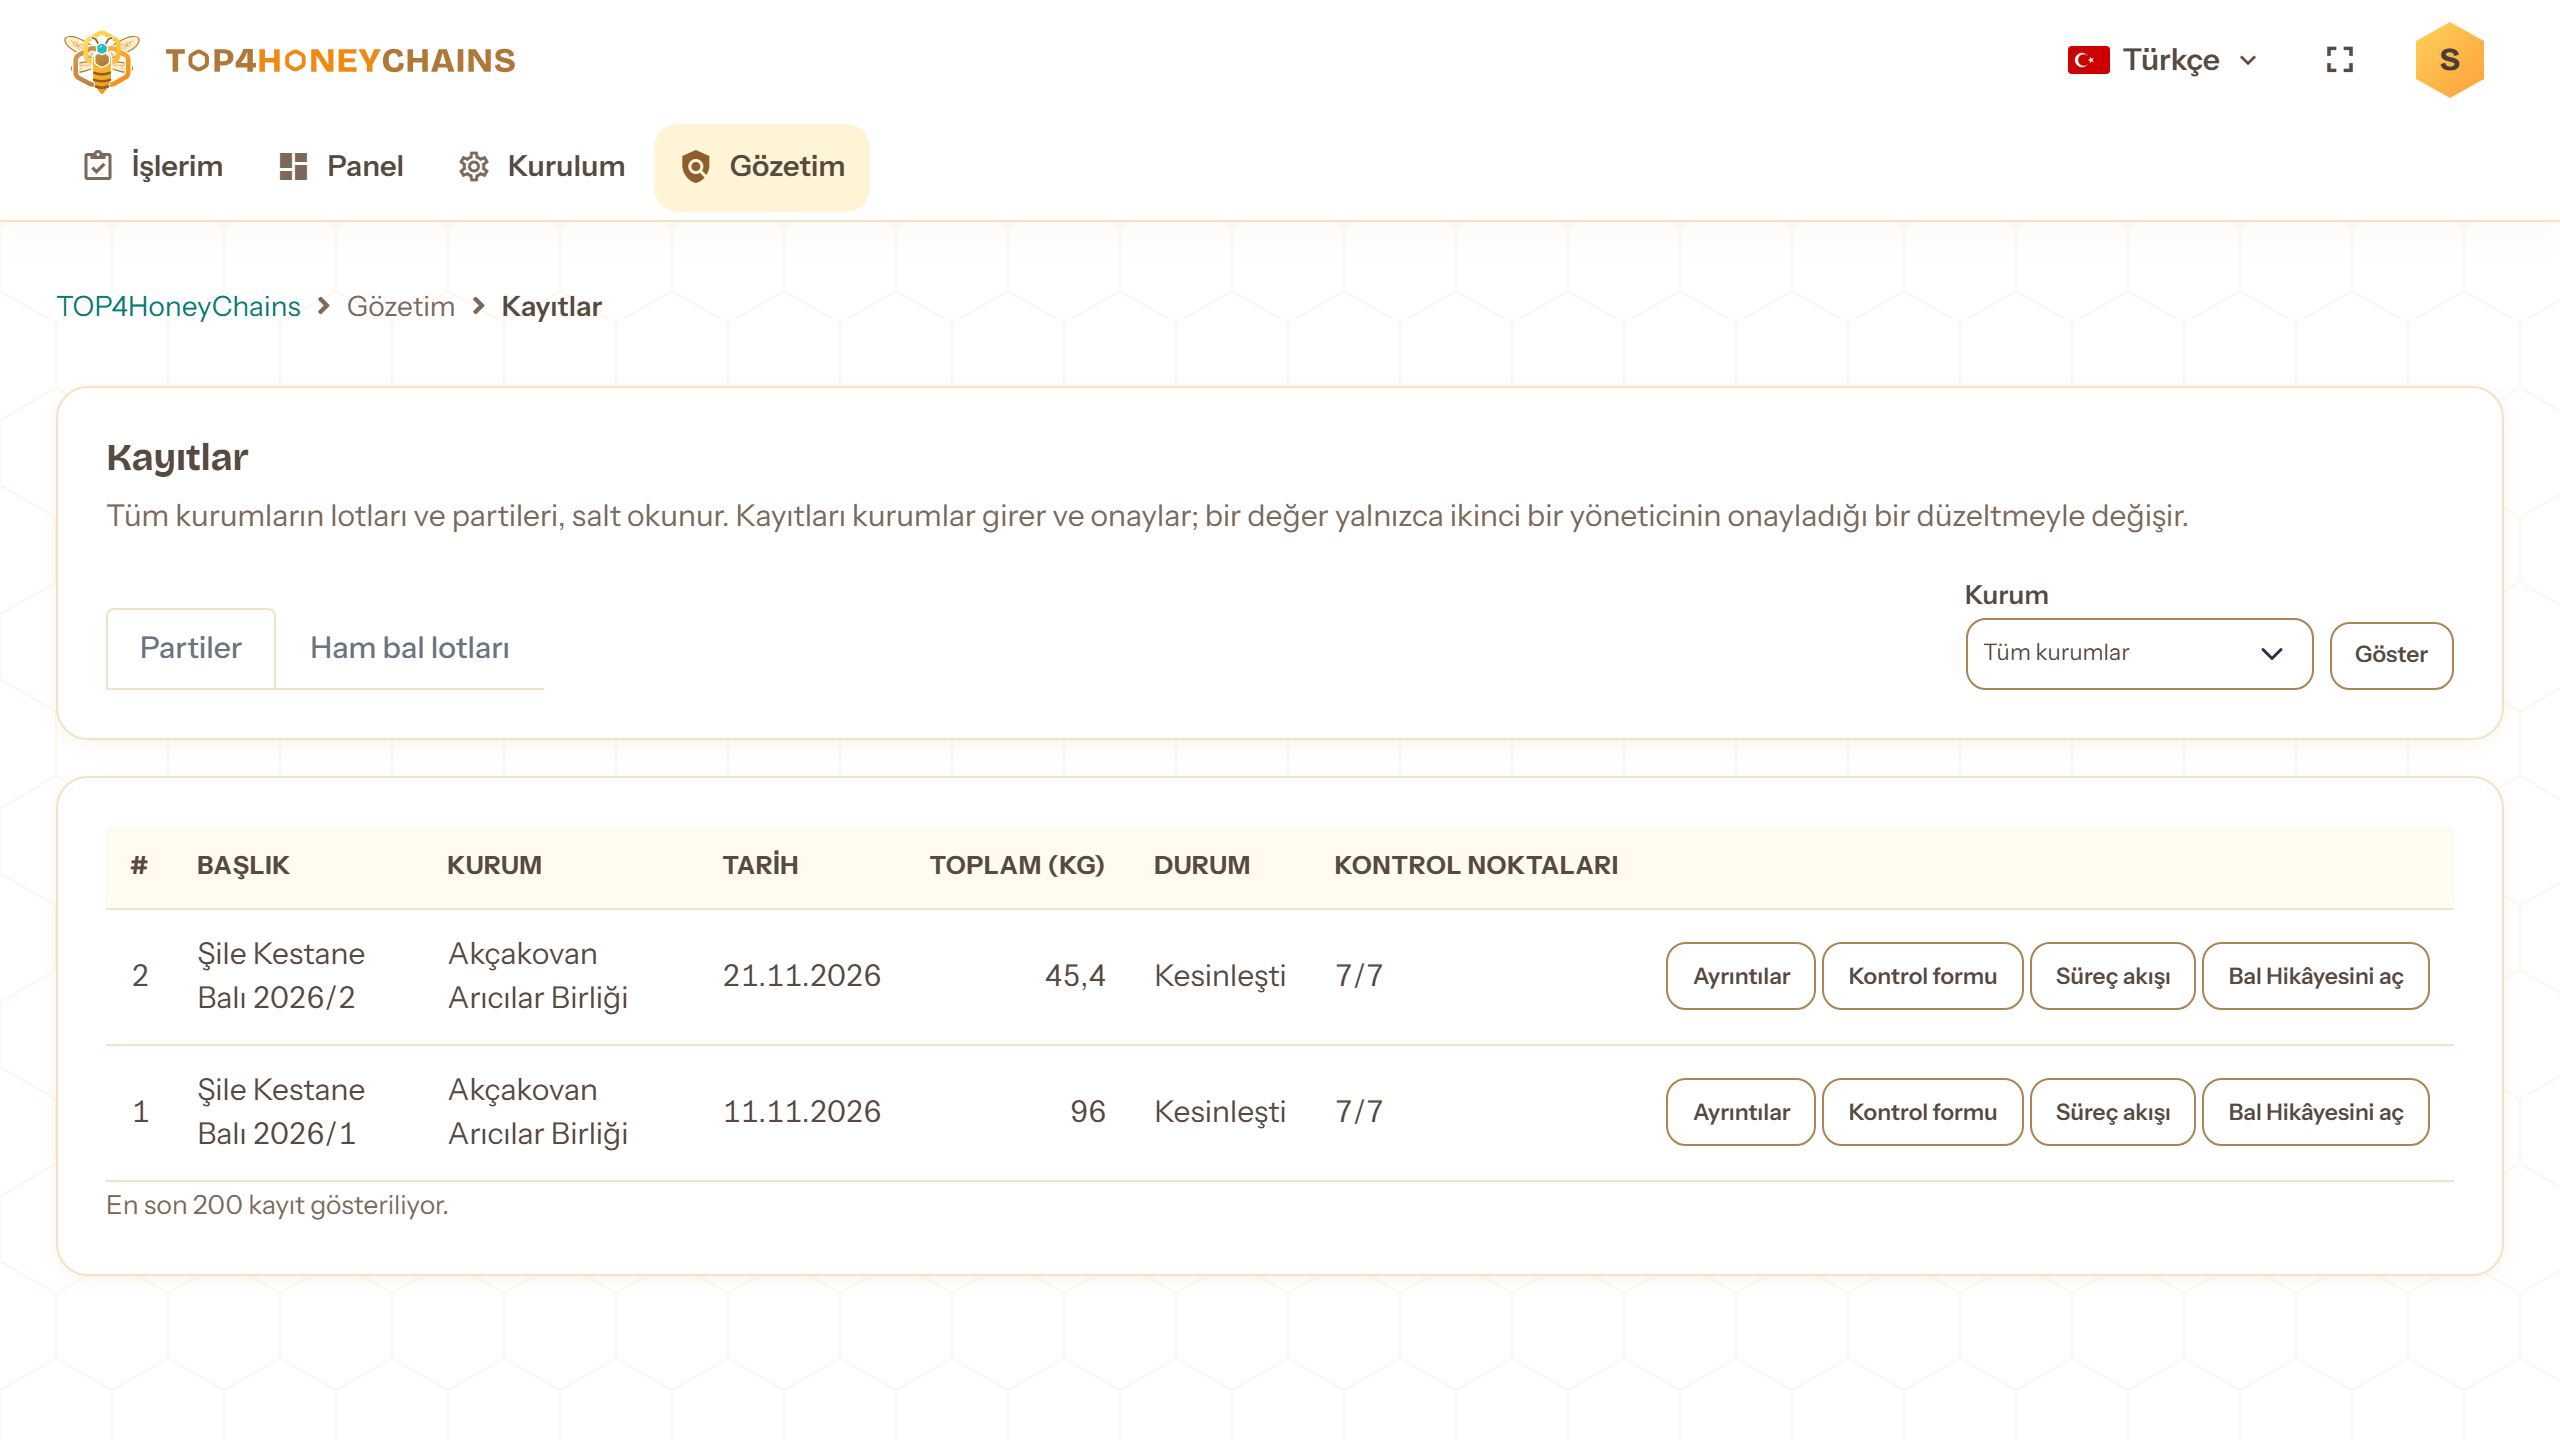 TOP4HONEYCHAINS
Türkçe
S
İşlerim
Panel
Kurulum
Gözetim
TOP4HoneyChains > Gözetim > Kayıtlar
Kayıtlar
Tüm kurumların lotları ve partileri, salt okunur. Kayıtları kurumlar girer ve onaylar; bir değer yalnızca ikinci bir yöneticinin onayladığı bir düzeltmeyle değişir.
Partiler
Ham bal lotları
Kurum
Tüm kurumlar
Göster
# BAŞLIK KURUM TARİH TOPLAM (KG) DURUM KONTROL NOKTALARI
2 Şile Kestane Balı 2026/2 Akçakovan Arıcılar Birliği 21.11.2026 45,4 Kesinleşti 7/7 Ayrıntılar Kontrol formu Süreç akışı Bal Hikâyesini aç
1 Şile Kestane Balı 2026/1 Akçakovan Arıcılar Birliği 11.11.2026 96 Kesinleşti 7/7 Ayrıntılar Kontrol formu Süreç akışı Bal Hikâyesini aç
En son 200 kayıt gösteriliyor.